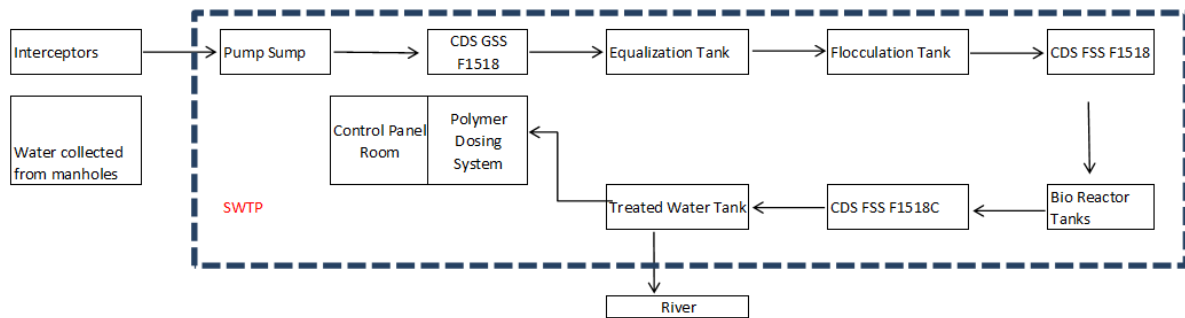 Interceptors
Pump Sump
CDS GSS
F1518
Equalization Tank
Flocculation Tank
CDS FSS F1518
Water collected
from manholes
Control Panel
Room
Polymer
Dosing
System
SWTP
Treated Water Tank
CDS FSS F1518C
Bio Reactor
Tanks
River